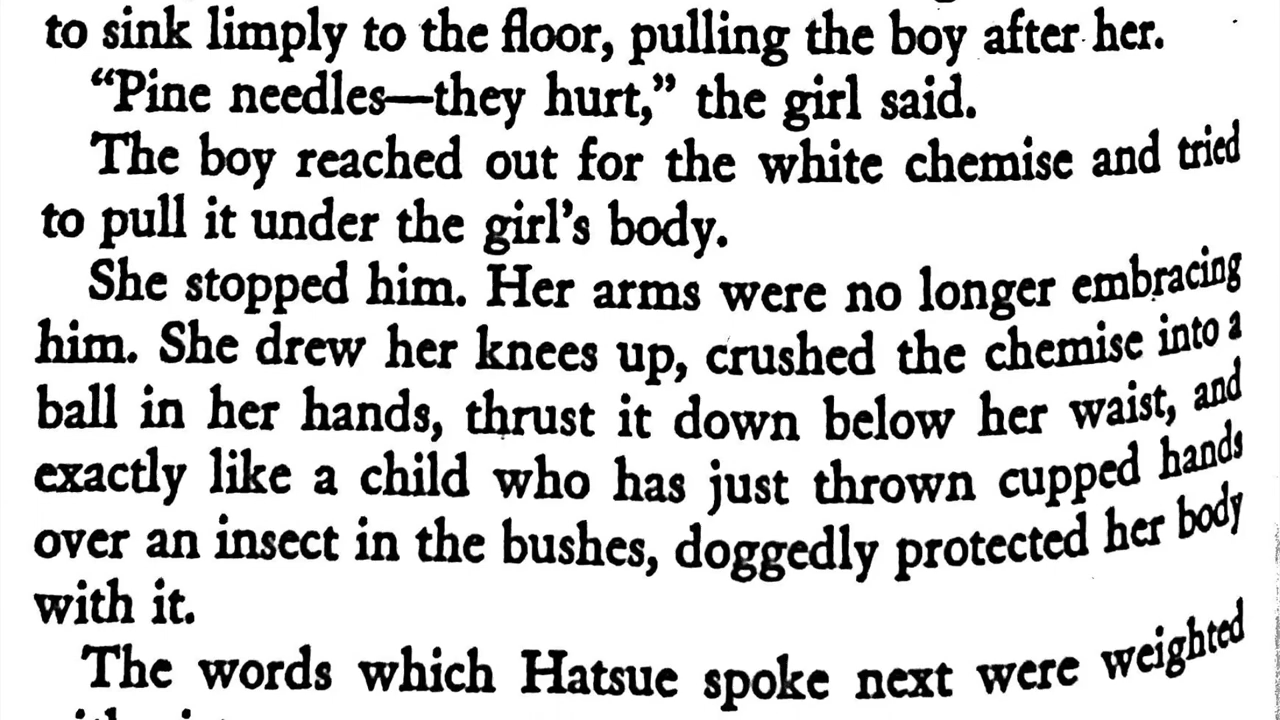 to sink limply to the floor, pulling the boy after her.
“Pine needles—they hurt,” the girl said.
The boy reached out for the white chemise and tried
to pull it under the girl’s body.
She stopped him. Her arms were no longer embracing
him. She drew her knees up, crushed the chemise into a
ball in her hands, thrust it down below her waist, and
exactly like a child who has just thrown cupped hands
over an insect in the bushes, doggedly protected her body
with it.
The words which Hatsue spoke next were weighted